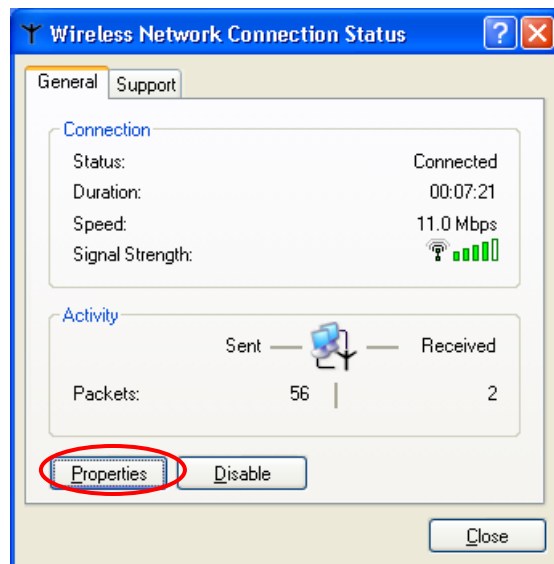 Wireless Network Connection Status
General Support
Connection
Status: Connected
Duration: 00:07:21
Speed: 11.0 Mbps
Signal Strength:
Activity
Sent Received
Packets: 56 2
Properties Disable
Close